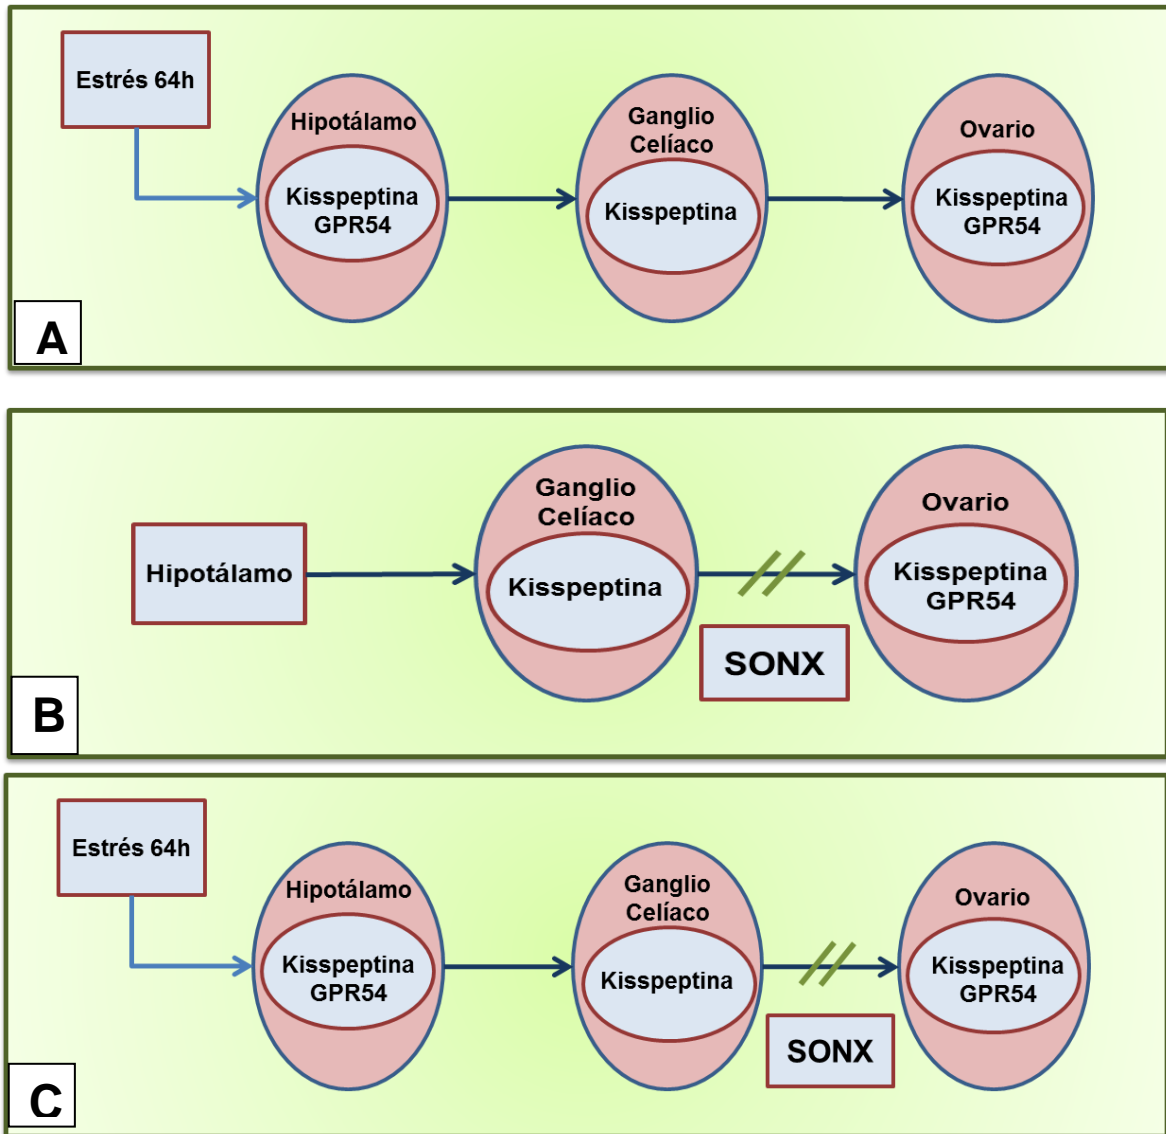 Estrés 64h
Hipotálamo
Kisspeptina
GPR54
Ganglio
Celíaco
Kisspeptina
Ovario
Kisspeptina
GPR54
A
Hipotálamo
Ganglio
Celíaco
Kisspeptina
SONX
Ovario
Kisspeptina
GPR54
B
Estrés 64h
Hipotálamo
Kisspeptina
GPR54
Ganglio
Celíaco
Kisspeptina
SONX
Ovario
Kisspeptina
GPR54
C